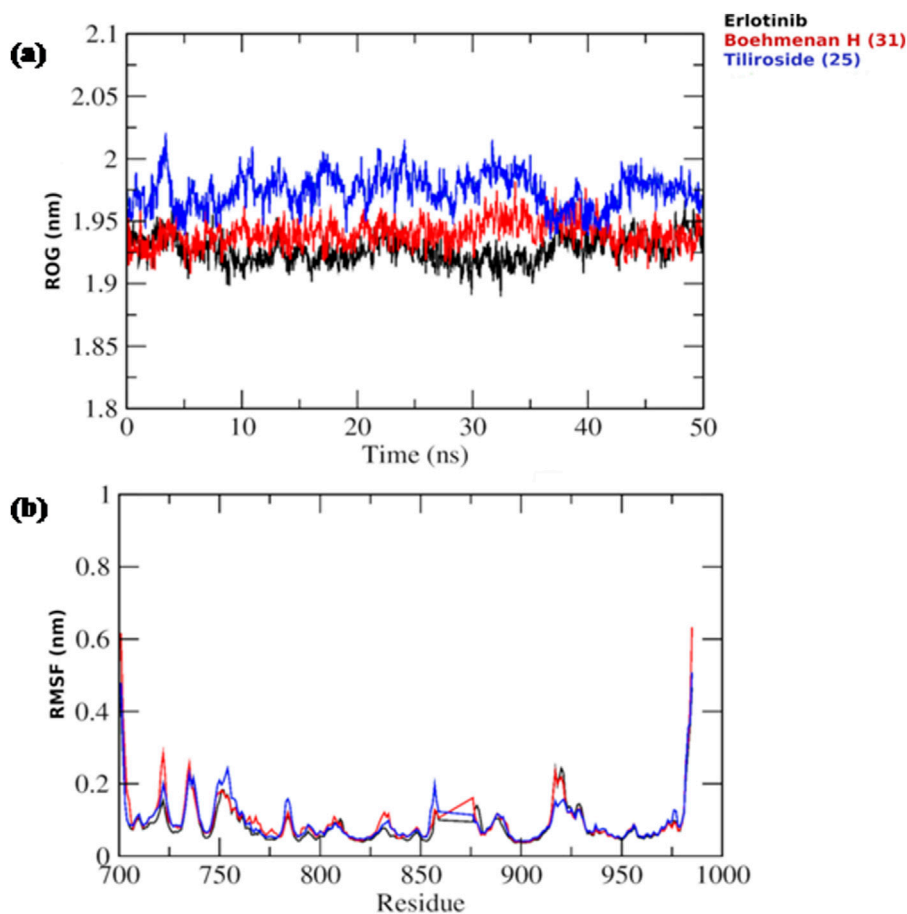 Erlotinib
Boehmenan H (31)
Tiliroside (25)
(a)
2.1
2.05
2
1.95
1.9
1.85
1.8
ROG (nm)
0 10 20 30 40 50
Time (ns)
(b)
1
0.8
0.6
0.4
0.2
0
RMSF (nm)
700 750 800 850 900 950 1000
Residue